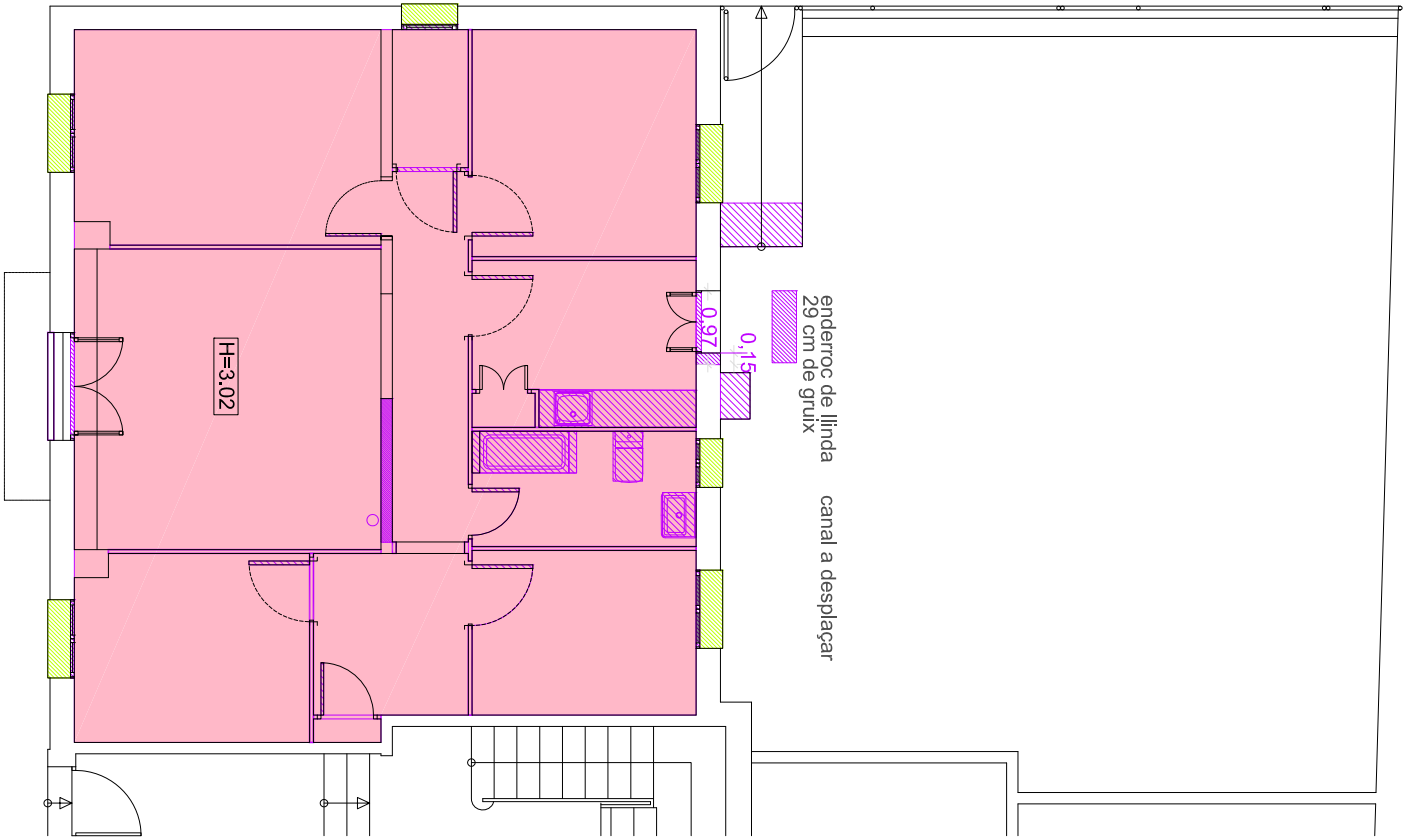 H=3.02
0,97
0,15
enderroc de llinda canal a desplaçar
29 cm de gruix